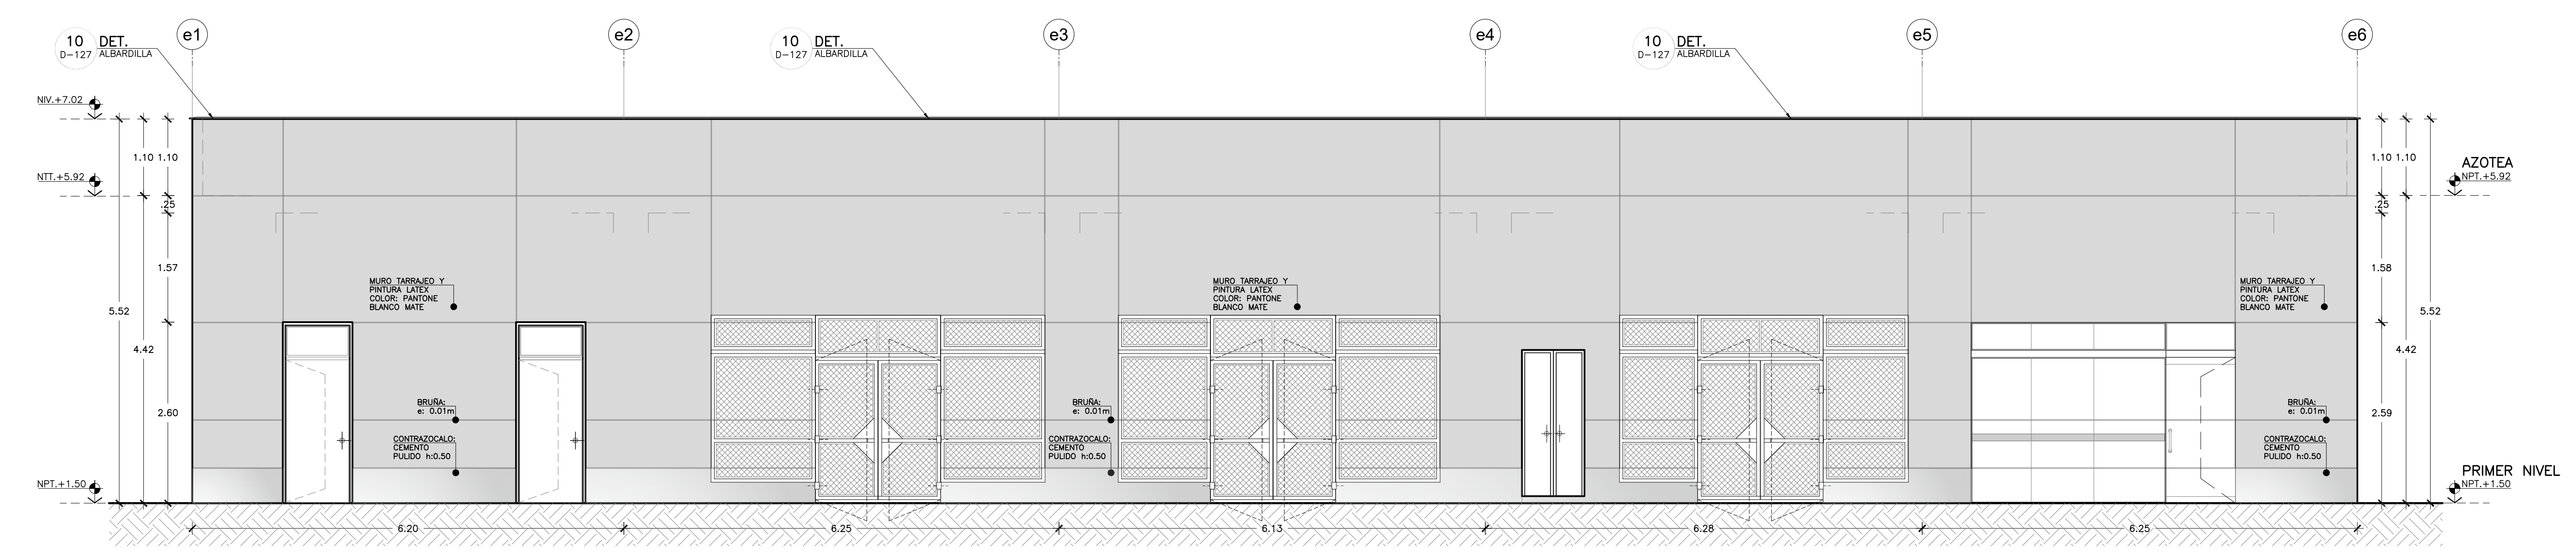 e1
e2
e3
e4
e5
e6
10
D-127
DET.
ALBARDILLA
10
D-127
DET.
ALBARDILLA
10
D-127
DET.
ALBARDILLA
NIV.+7.02
NTT.+5.92
NPT.+1.50
5.52
1.10
4.42
1.10
.25
1.57
2.60
MURO TARRAJEO Y
PINTURA LATEX
COLOR: PANTONE
BLANCO MATE
BRUÑA:
e: 0.01m
CONTRAZOCALO:
CEMENTO
PULIDO h:0.50
MURO TARRAJEO Y
PINTURA LATEX
COLOR: PANTONE
BLANCO MATE
BRUÑA:
e: 0.01m
CONTRAZOCALO:
CEMENTO
PULIDO h:0.50
MURO TARRAJEO Y
PINTURA LATEX
COLOR: PANTONE
BLANCO MATE
BRUÑA:
e: 0.01m
CONTRAZOCALO:
CEMENTO
PULIDO h:0.50
1.10
.25
1.58
2.59
1.10
4.42
5.52
AZOTEA
NPT.+5.92
PRIMER NIVEL
NPT.+1.50
6.20
6.25
6.13
6.28
6.25